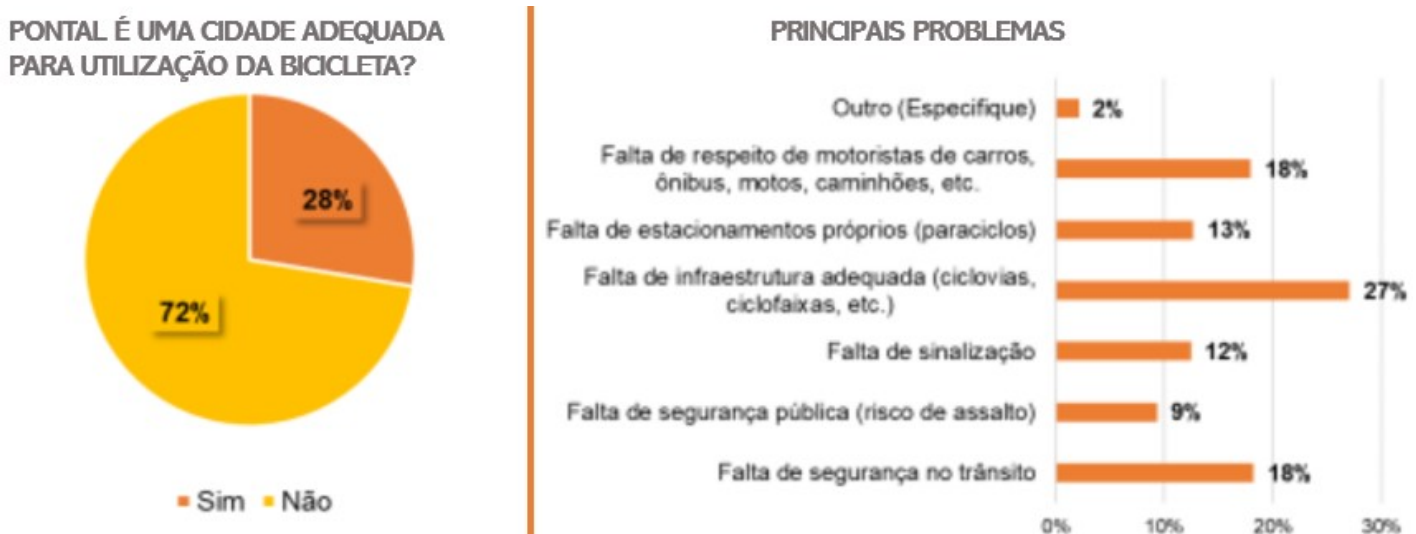 PONTAL É UMA CIDADE ADEQUADA
PARA UTILIZAÇÃO DA BICICLETA?
28%
72%
Sim Não
PRINCIPAIS PROBLEMAS
Outro (Especifique) 2%
Falta de respeito de motoristas de carros,
ônibus, motos, caminhões, etc. 18%
Falta de estacionamentos próprios (paraciclos) 13%
Falta de infraestrutura adequada (ciclovias,
ciclofaixas, etc.) 27%
Falta de sinalização 12%
Falta de segurança pública (risco de assalto) 9%
Falta de segurança no trânsito 18%
0% 10% 20% 30%